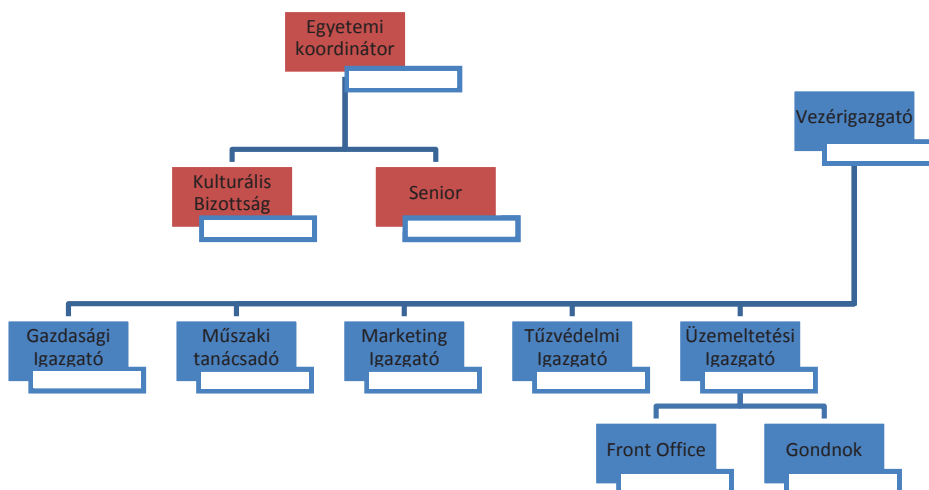 Egyetemi
koordinátor
Vezérigazgató
Kulturális
Bizottság
Senior
Gazdasági
Igazgató
Műszaki
tanácsadó
Marketing
Igazgató
Tűzvédelmi
Igazgató
Üzemeltetési
Igazgató
Front Office
Gondnok